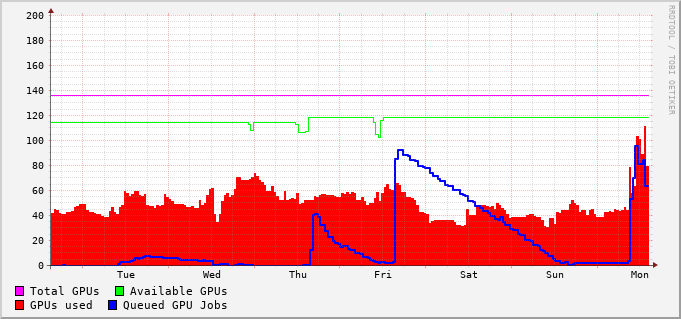 200
180
160
140
120
100
80
60
40
20
0
Tue Wed Thu Fri Sat Sun Mon
Total GPUs Available GPUs
GPUs used Queued GPU Jobs
RRDTOOL / TOBI OETIKER